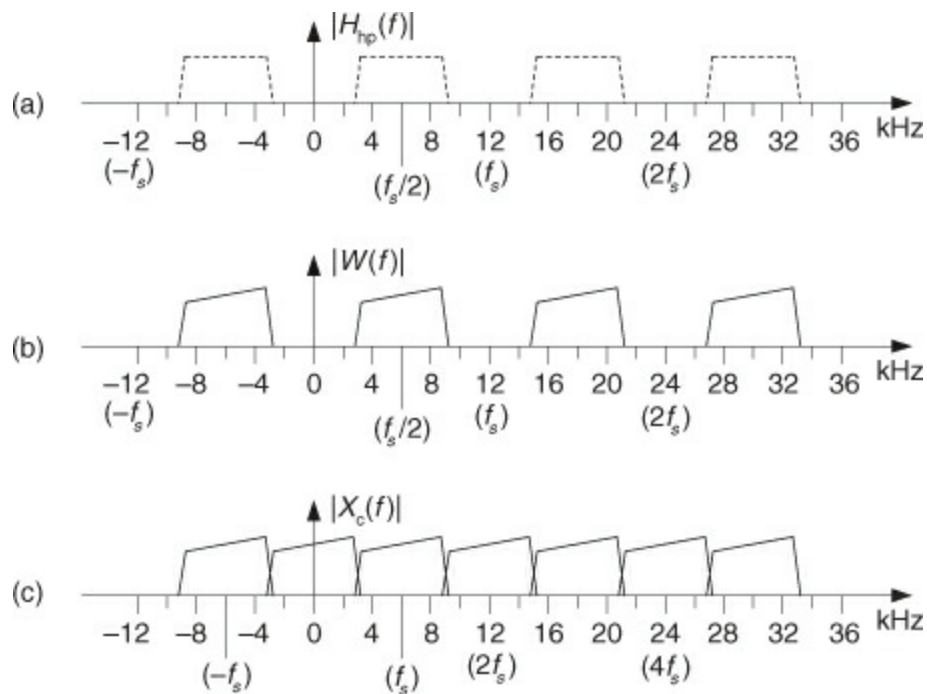 |H_hp(f)|
(a)
−12 −8 −4 0 4 8 12 16 20 24 28 32 36 kHz
(−f_s) (f_s/2) (f_s) (2f_s)
|W(f)|
(b)
−12 −8 −4 0 4 8 12 16 20 24 28 32 36 kHz
(−f_s) (f_s/2) (f_s) (2f_s)
|X_c(f)|
(c)
−12 −8 −4 0 4 8 12 16 20 24 28 32 36 kHz
(−f_s) (f_s) (2f_s) (4f_s)